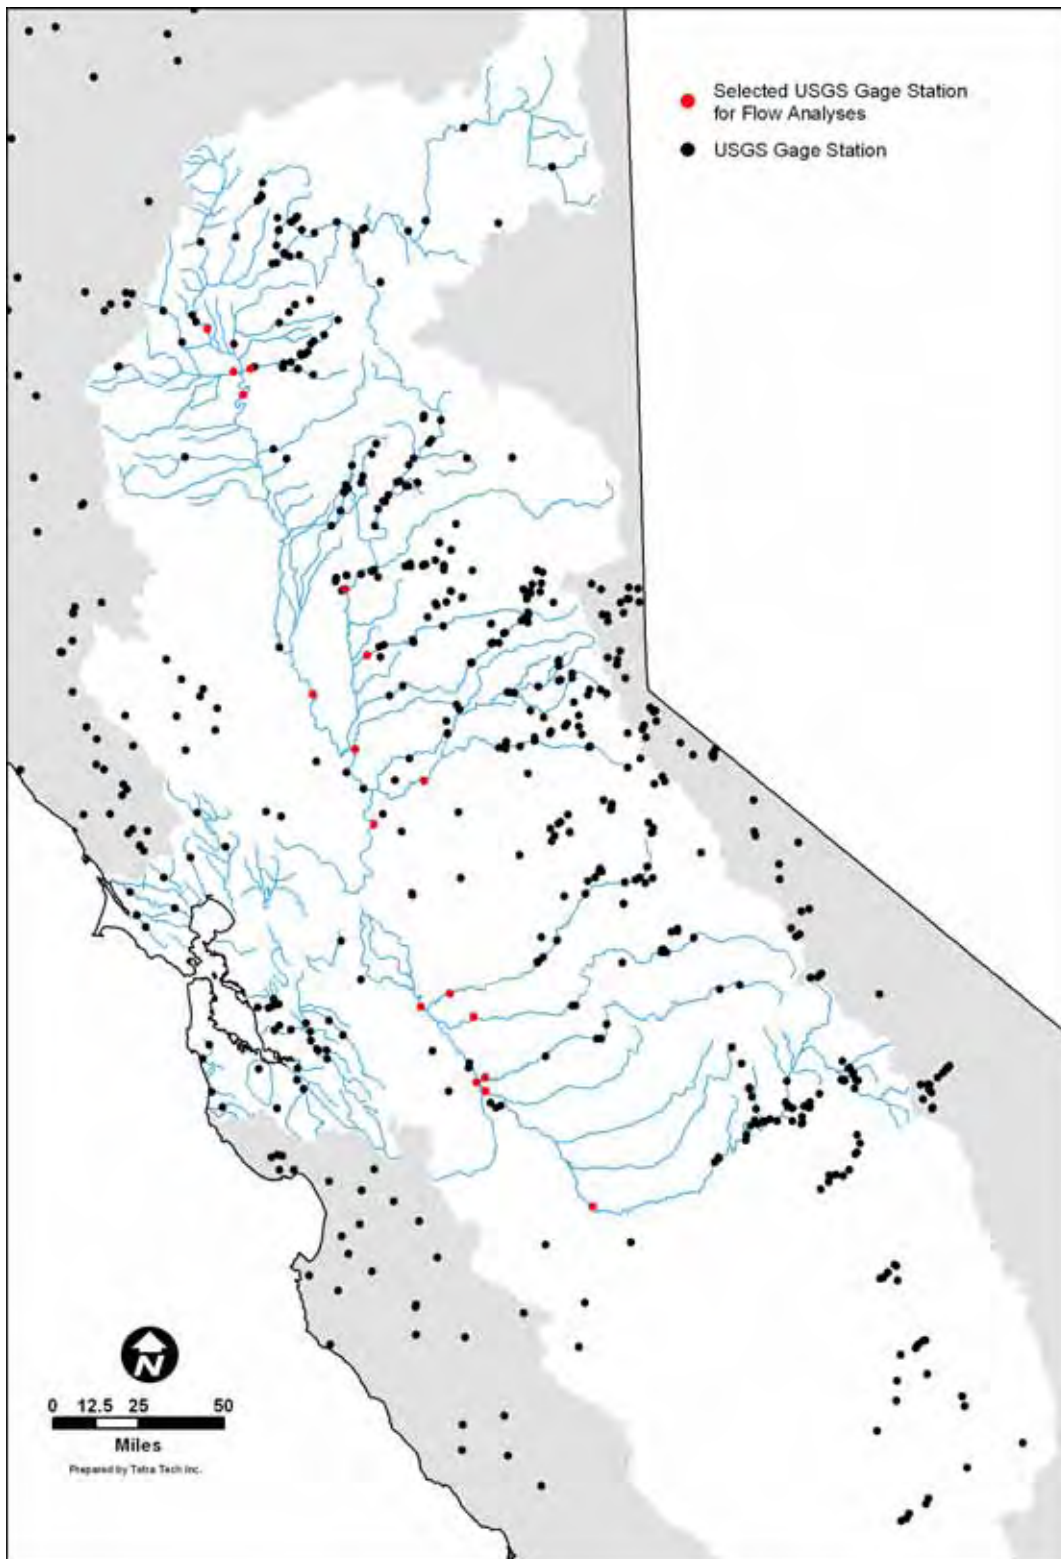 Selected USGS Gage Station
for Flow Analyses
USGS Gage Station
N
0 12.5 25 50
Miles
Prepared by Tetra Tech Inc.